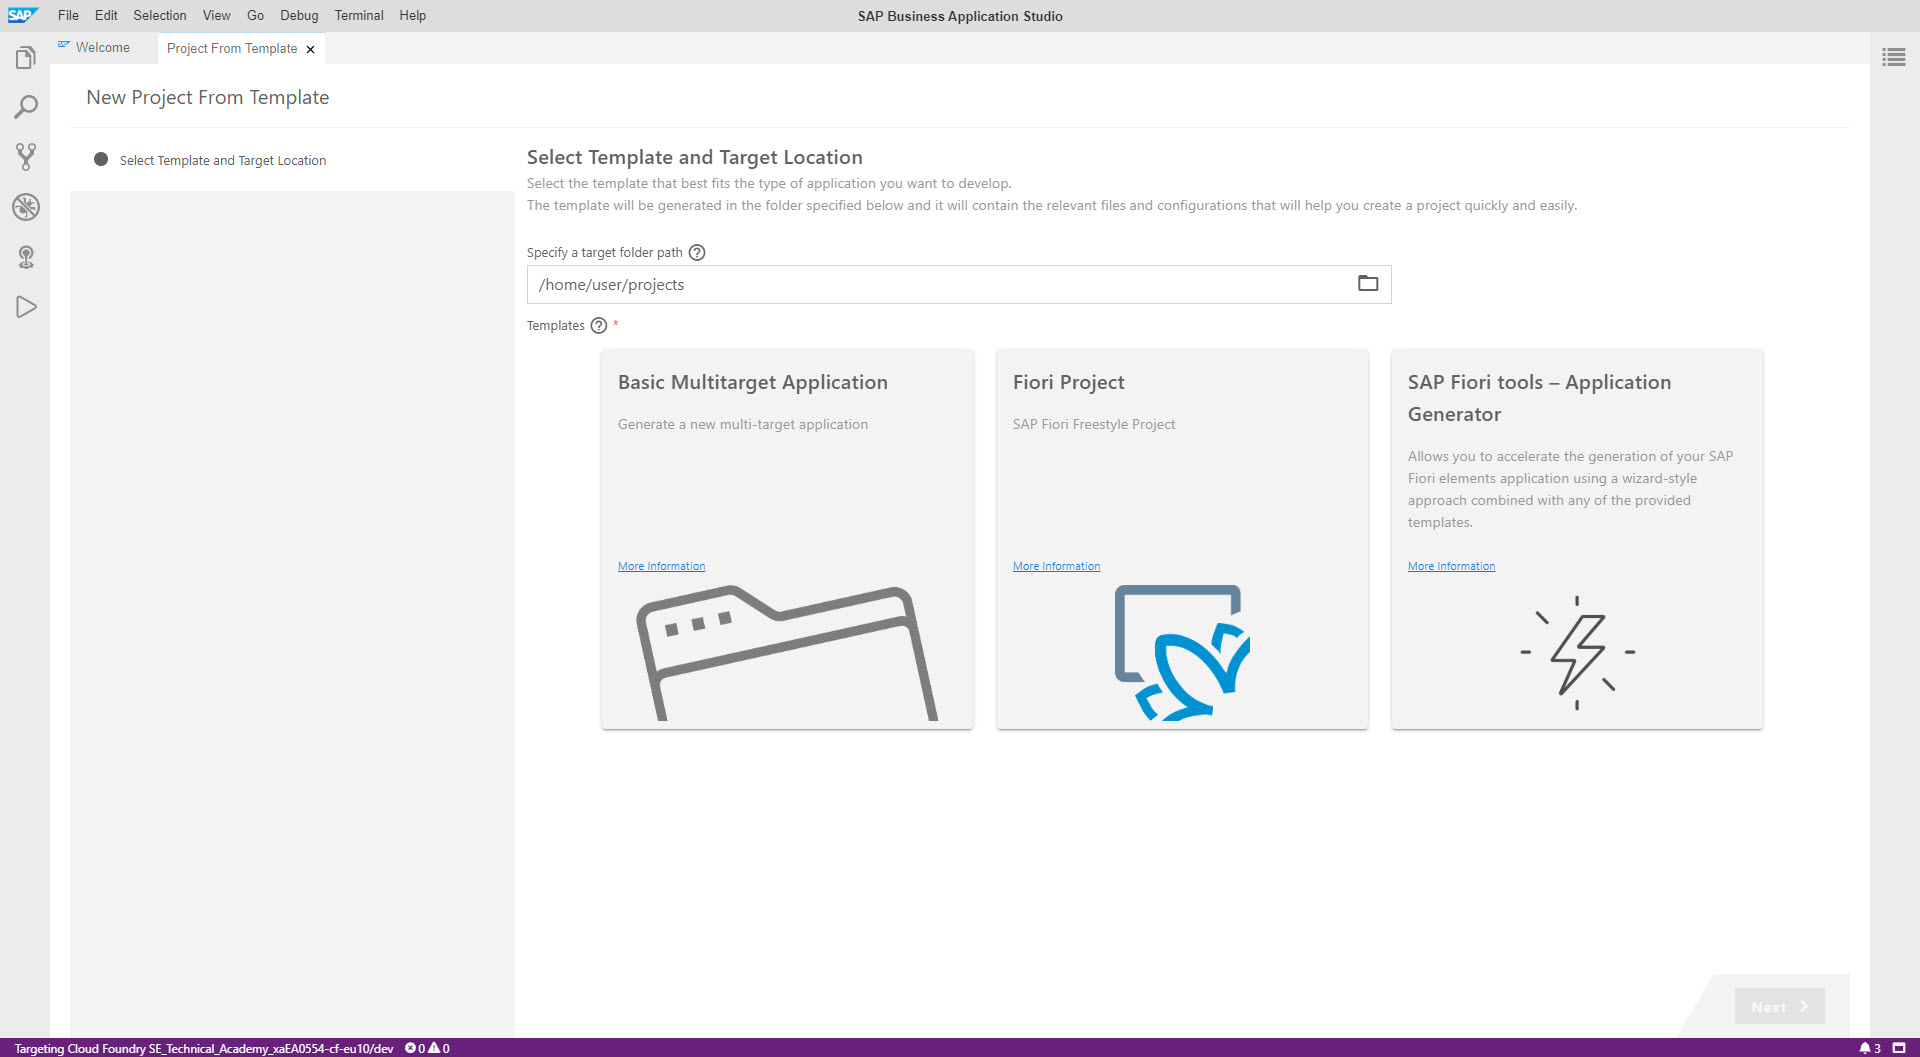 SAP File Edit Selection View Go Debug Terminal Help SAP Business Application Studio
SAP Welcome Project From Template
New Project From Template
Select Template and Target Location
Select Template and Target Location
Select the template that best fits the type of application you want to develop.
The template will be generated in the folder specified below and it will contain the relevant files and configurations that will help you create a project quickly and easily.
Specify a target folder path ?
/home/user/projects
Templates ? *
Basic Multitarget Application
Generate a new multi-target application
More Information
Fiori Project
SAP Fiori Freestyle Project
More Information
SAP Fiori tools – Application
Generator
Allows you to accelerate the generation of your SAP
Fiori elements application using a wizard-style
approach combined with any of the provided
templates.
More Information
Next
Targeting Cloud Foundry SE_Technical_Academy_xaEA0554-cf-eu10/dev 0 0 3